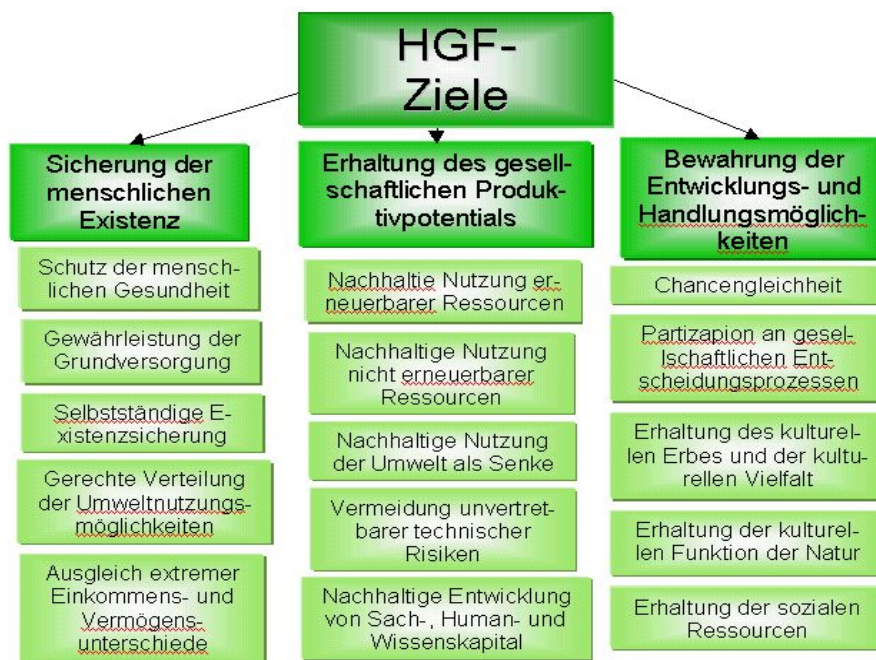 HGF-
Ziele
Sicherung der
menschlichen
Existenz
Schutz der mensch-
lichen Gesundheit
Gewährleistung der
Grundversorgung
Selbstständige E-
xistenzsicherung
Gerechte Verteilung
der Umweltnutzungs-
möglichkeiten
Ausgleich extremer
Einkommens- und
Vermögens-
unterschiede
Erhaltung des gesell-
schaftlichen Produk-
tivpotentials
Nachhaltie Nutzung er-
neuerbarer Ressourcen
Nachhaltige Nutzung
nicht erneuerbarer
Ressourcen
Nachhaltige Nutzung
der Umwelt als Senke
Vermeidung unvertret-
barer technischer
Risiken
Nachhaltige Entwicklung
von Sach-, Human- und
Wissenskapital
Bewahrung der
Entwicklungs- und
Handlungsmöglich-
keiten
Chancengleichheit
Partizapion an gesel-
lschaftlichen Ent-
scheidungsprozessen
Erhaltung des kulturel-
len Erbes und der kultu-
rellen Vielfalt
Erhaltung der kulturel-
len Funktion der Natur
Erhaltung der sozialen
Ressourcen